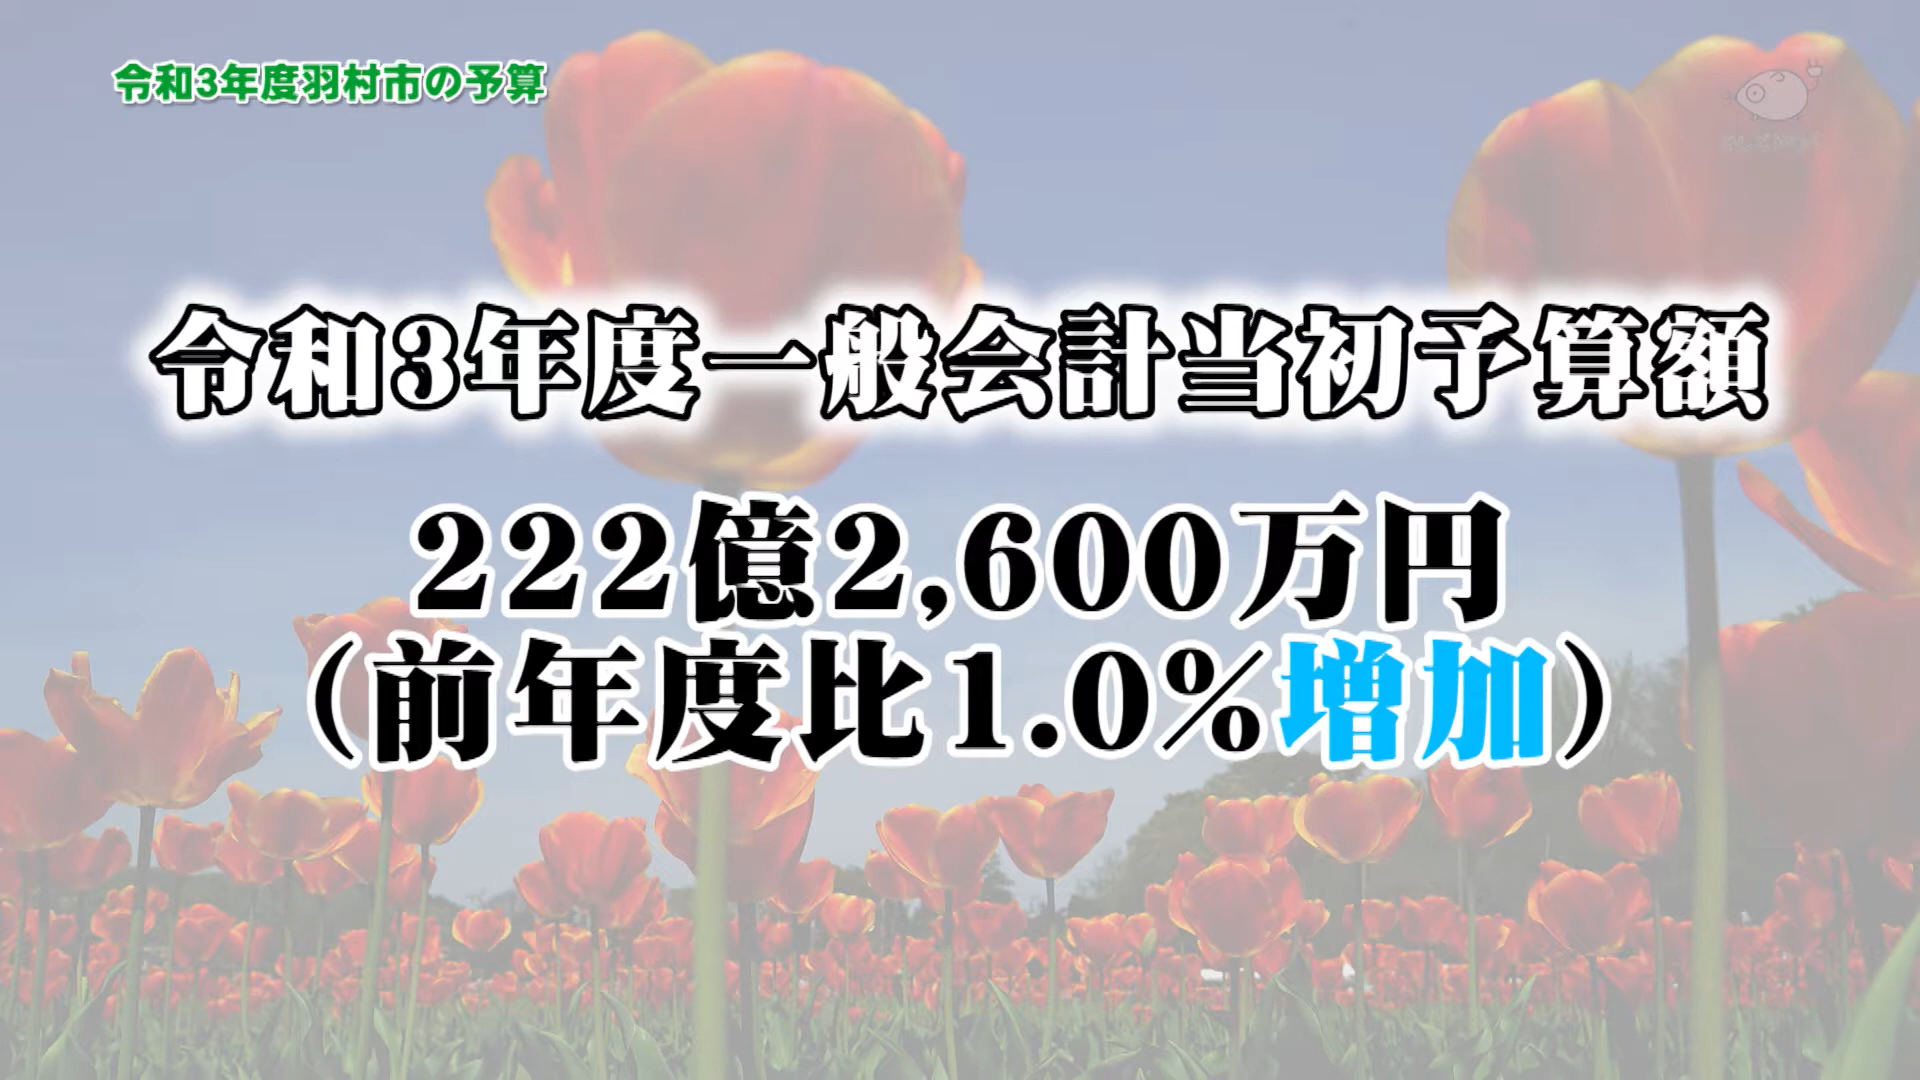 令和3年度羽村市の予算
令和3年度一般会計当初予算額
222億2,600万円
(前年度比1.0%増加)